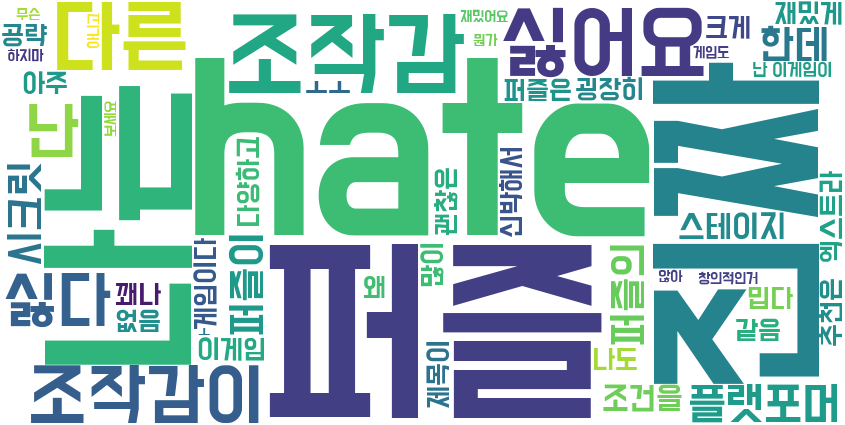 무슨
공략
하지마
다른
아니고
조작감
ㅗㅗ
재밌어요
뭔가
싫어요
크게
게임도
재밌게
한데
난 이게임이
아주
난
보세요
hate
퍼즐은
굉장히
시크릿
다양하고
괜찮은
신박해서
스테이지
엑스트라
싫다
꽤나
없음
게임이다
퍼즐이
이게임
퍼즐
왜
많이
퍼즐의
않아
창의적인거
밉다
같음
추천은
조작감이
제목이
나도
조건을
플랫포머